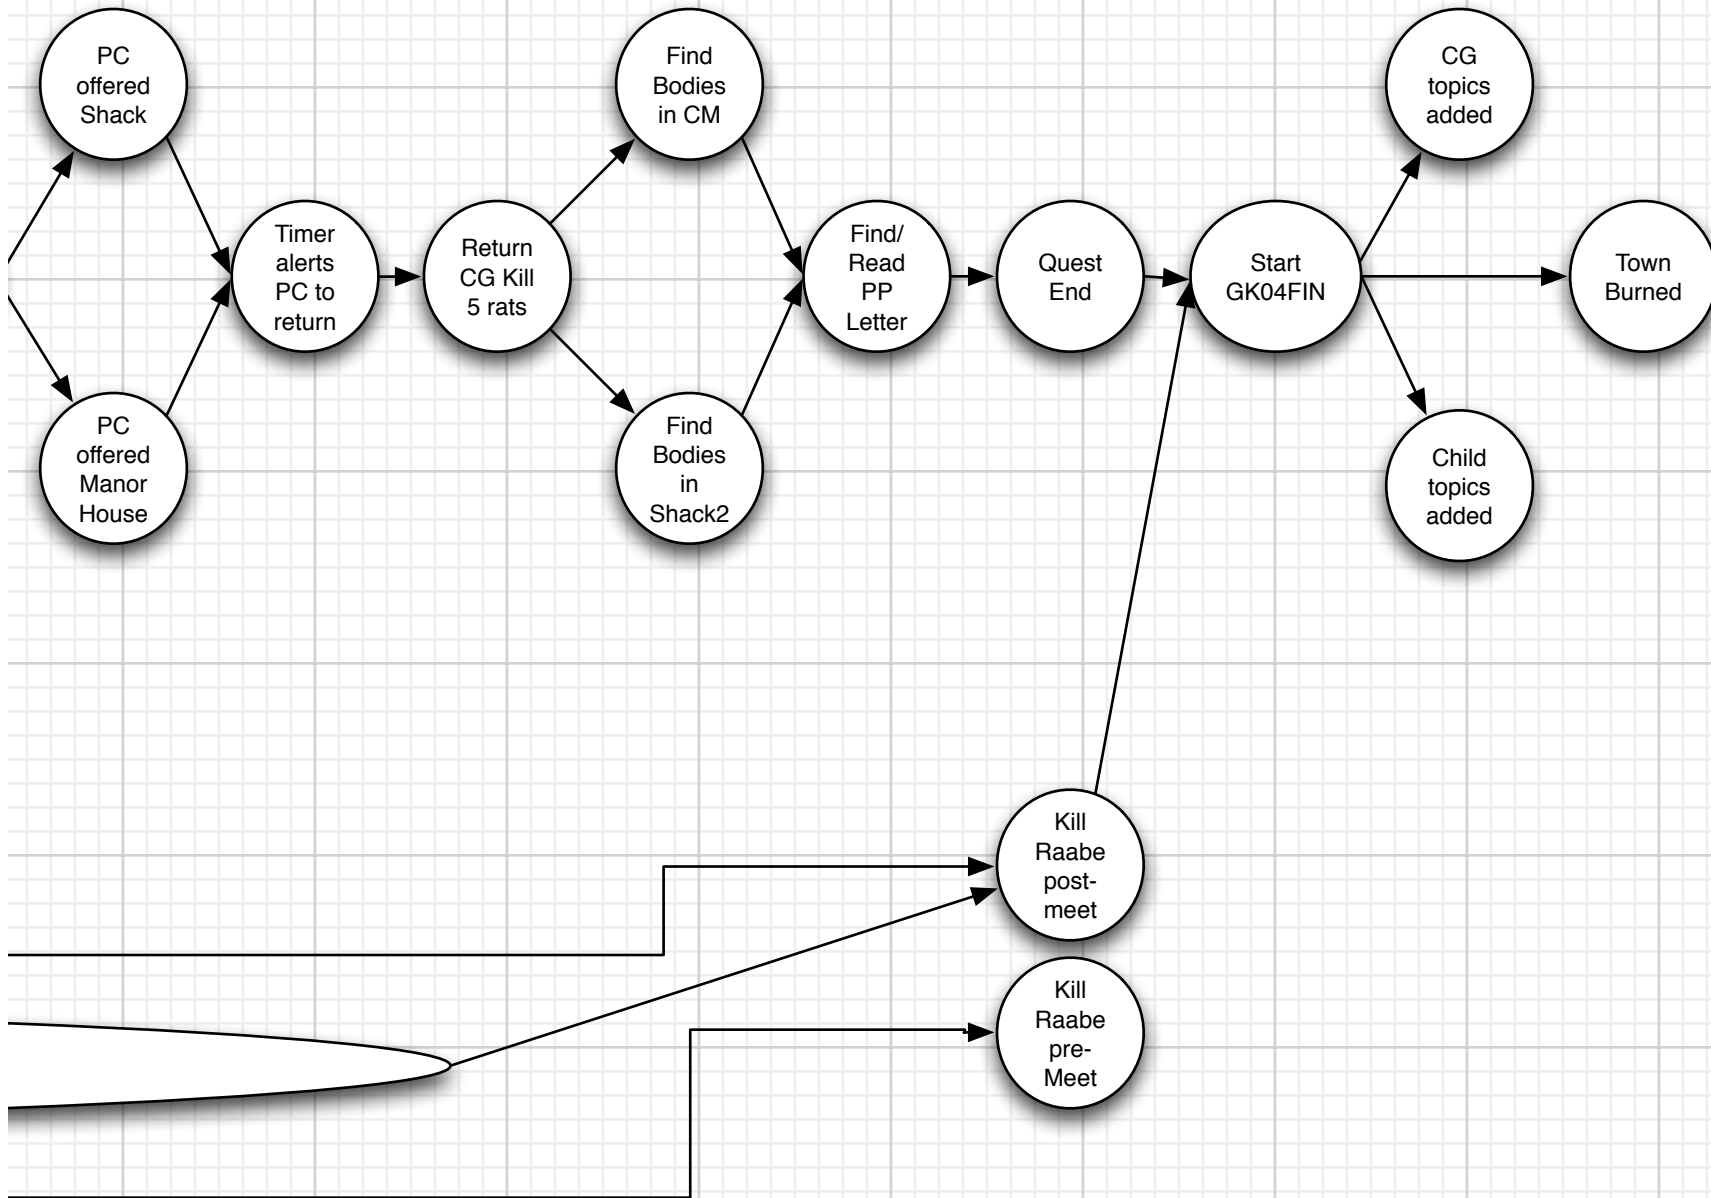 PC
offered
Shack
Find
Bodies
in CM
CG
topics
added
Timer
alerts
PC to
return
Return
CG Kill
5 rats
Find/
Read
PP
Letter
Quest
End
Start
GK04FIN
Town
Burned
PC
offered
Manor
House
Find
Bodies
in
Shack2
Child
topics
added
Kill
Raabe
post-
meet
Kill
Raabe
pre-
Meet